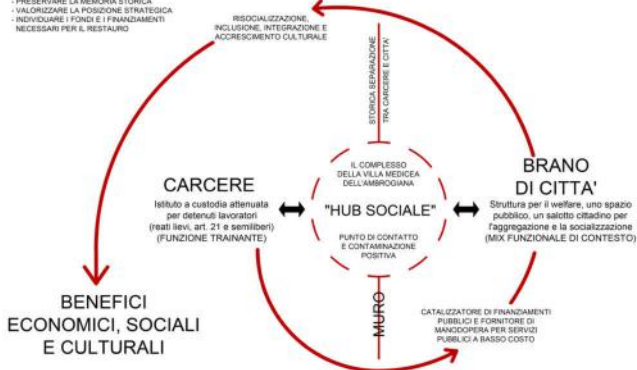 - PRESERVARE LA MEMORIA STORICA
- VALORIZZARE LA POSIZIONE STRATEGICA
- INDIVIDUARE I FONDI E I FINANZIAMENTI
NECESSARI PER IL RESTAURO
RISOCIALIZZAZIONE,
INCLUSIONE, INTEGRAZIONE E
ACCRESCIMENTO CULTURALE
STORICA SEPARAZIONE
TRA CARCERE E CITTA'
IL COMPLESSO
DELLA VILLA MEDICEA
DELL'AMBROGIANA
"HUB SOCIALE"
PUNTO DI CONTATTO
E CONTAMINAZIONE
POSITIVA
CARCERE
Istituto a custodia attenuata
per detenuti lavoratori
(reati lievi, art. 21 e semiliberi)
(FUNZIONE TRAINANTE)
BRANO
DI CITTA'
Struttura per il welfare, uno spazio
pubblico, un salotto cittadino per
l'aggregazione e la socializzazione
(MIX FUNZIONALE DI CONTESTO)
MURO
BENEFICI
ECONOMICI, SOCIALI
E CULTURALI
CATALIZZATORE DI FINANZIAMENTI
PUBBLICI E FORNITORE DI
MANODOPERA PER SERVIZI
PUBBLICI A BASSO COSTO